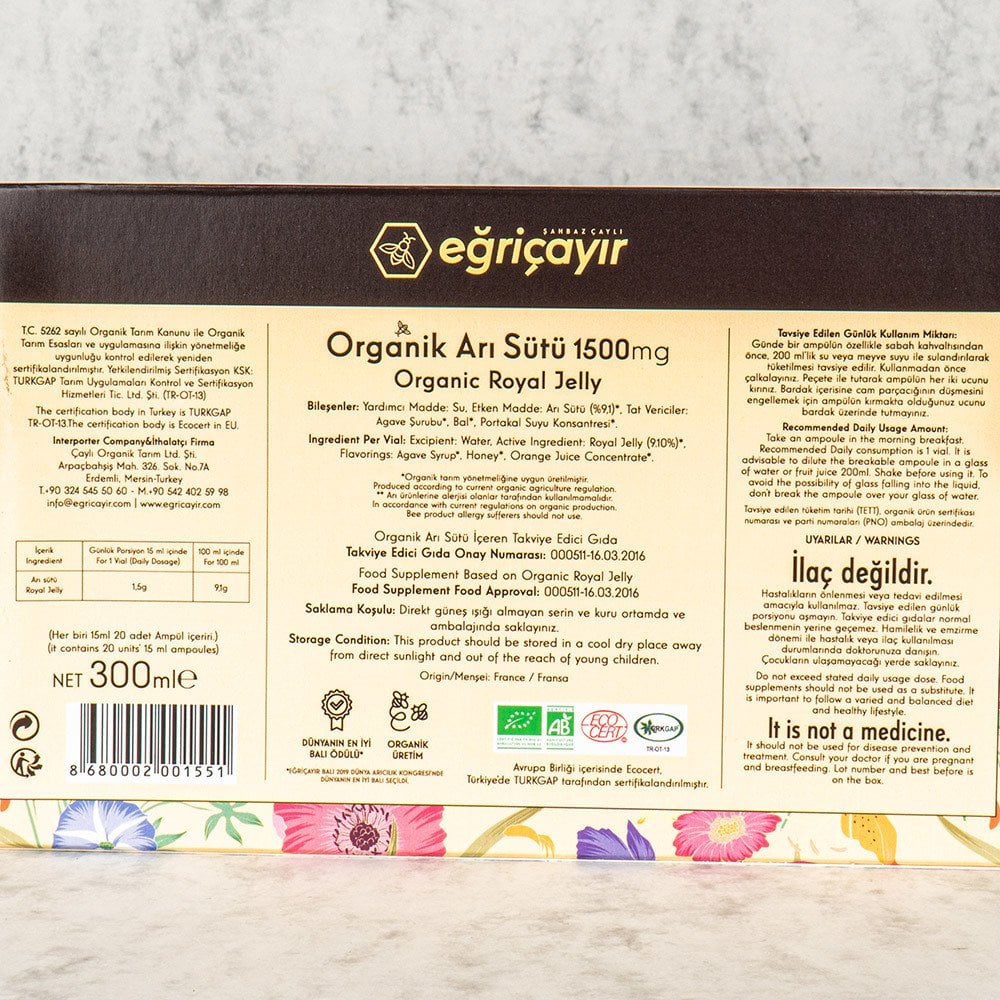 ŞAHBAZ ÇAYLI
eğriçayır
T.C. 5262 sayılı Organik Tarım Kanunu ile Organik
Tarım Esasları ve uygulamasına ilişkin yönetmeliğe
uygunluğu kontrol edilerek yeniden
sertifikalandırılmıştır. Yetkilendirilmiş Sertifikasyon KSK:
TURKGAP Tarım Uygulamaları Kontrol ve Sertifikasyon
Hizmetleri Tic. Ltd. Şti. (TR-OT-13)
The certification body in Turkey is TURKGAP
TR-OT-13.The certification body is Ecocert in EU.
Interporter Company&İthalatçı Firma
Çaylı Organik Tarım Ltd. Şti.
Arpaçbahşiş Mah. 326. Sok. No.7A
Erdemli, Mersin-Turkey
T.+90 324 545 50 60 - M.+90 542 402 59 98
info@egricayir.com | www.egricayir.com
İçerik
Ingredient
Günlük Porsiyon 15 ml içinde
For 1 Vial (Daily Dosage)
100 ml içinde
For 100 ml
Arı sütü
Royal Jelly
1,5g
9,1g
(Her biri 15ml 20 adet Ampül içerir.)
(it contains 20 units' 15 ml ampoules)
NET 300ml℮
8 680002 001551
Organik Arı Sütü 1500mg
Organic Royal Jelly
Bileşenler: Yardımcı Madde: Su, Etken Madde: Arı Sütü (%9,1)*, Tat Vericiler:
Agave Şurubu*, Bal*, Portakal Suyu Konsantresi*.
Ingredient Per Vial: Excipient: Water, Active Ingredient: Royal Jelly (9.10%)*,
Flavorings: Agave Syrup*, Honey*, Orange Juice Concentrate*.
*Organik tarım yönetmeliğine uygun üretilmiştir.
Produced according to current organic agriculture regulation.
** Arı ürünlerine alerjisi olanlar tarafından kullanılmamalıdır.
In accordance with current regulations on organic production.
Bee product allergy sufferers should not use.
Organik Arı Sütü İçeren Takviye Edici Gıda
Takviye Edici Gıda Onay Numarası: 000511-16.03.2016
Food Supplement Based on Organic Royal Jelly
Food Supplement Food Approval: 000511-16.03.2016
Saklama Koşulu: Direkt güneş ışığı almayan serin ve kuru ortamda ve
ambalajında saklayınız.
Storage Condition: This product should be stored in a cool dry place away
from direct sunlight and out of the reach of young children.
Origin/Menşei: France / Fransa
DÜNYANIN EN İYİ
BALI ÖDÜLÜ*
ORGANİK
ÜRETİM
*EĞRİÇAYIR BALI 2019 DÜNYA ARICILIK KONGRESİ'NDE
DÜNYANIN EN İYİ BALI SEÇİLDİ.
AB
ECO
CERT
TURKGAP
TR-OT-13
Avrupa Birliği içerisinde Ecocert,
Türkiye'de TURKGAP tarafından sertifikalandırılmıştır.
Tavsiye Edilen Günlük Kullanım Miktarı:
Günde bir ampülün özellikle sabah kahvaltısından
önce, 200 ml'lik su veya meyve suyu ile sulandırılarak
tüketilmesi tavsiye edilir. Kullanmadan önce
çalkalayınız. Peçete ile tutarak ampülün her iki ucunu
kırınız. Bardak içerisine cam parçacığının düşmesini
engellemek için ampülün kırmakta olduğunuz ucunu
bardak üzerinde tutmayınız.
Recommended Daily Usage Amount:
Take an ampoule in the morning breakfast.
Recommended Daily consumption is 1 vial. It is
advisable to dilute the breakable ampoule in a glass
of water or fruit juice 200ml. Shake before using it. To
avoid the possibility of glass falling into the liquid,
don't break the ampoule over your glass of water.
Tavsiye edilen tüketim tarihi (TETT), organik ürün sertifikası
numarası ve parti numaraları (PNO) ambalaj üzerindedir.
UYARILAR / WARNINGS
İlaç değildir.
Hastalıkların önlenmesi veya tedavi edilmesi
amacıyla kullanılmaz. Tavsiye edilen günlük
porsiyonu aşmayın. Takviye edici gıdalar normal
beslenmenin yerine geçemez. Hamilelik ve emzirme
dönemi ile hastalık veya ilaç kullanılması
durumlarında doktorunuza danışın.
Çocukların ulaşamayacağı yerde saklayınız.
Do not exceed stated daily usage dose. Food
supplements should not be used as a substitute. It
is important to follow a varied and balanced diet
and healthy lifestyle.
It is not a medicine.
It should not be used for disease prevention and
treatment. Consult your doctor if you are pregnant
and breastfeeding. Lot number and best before is
on the box.